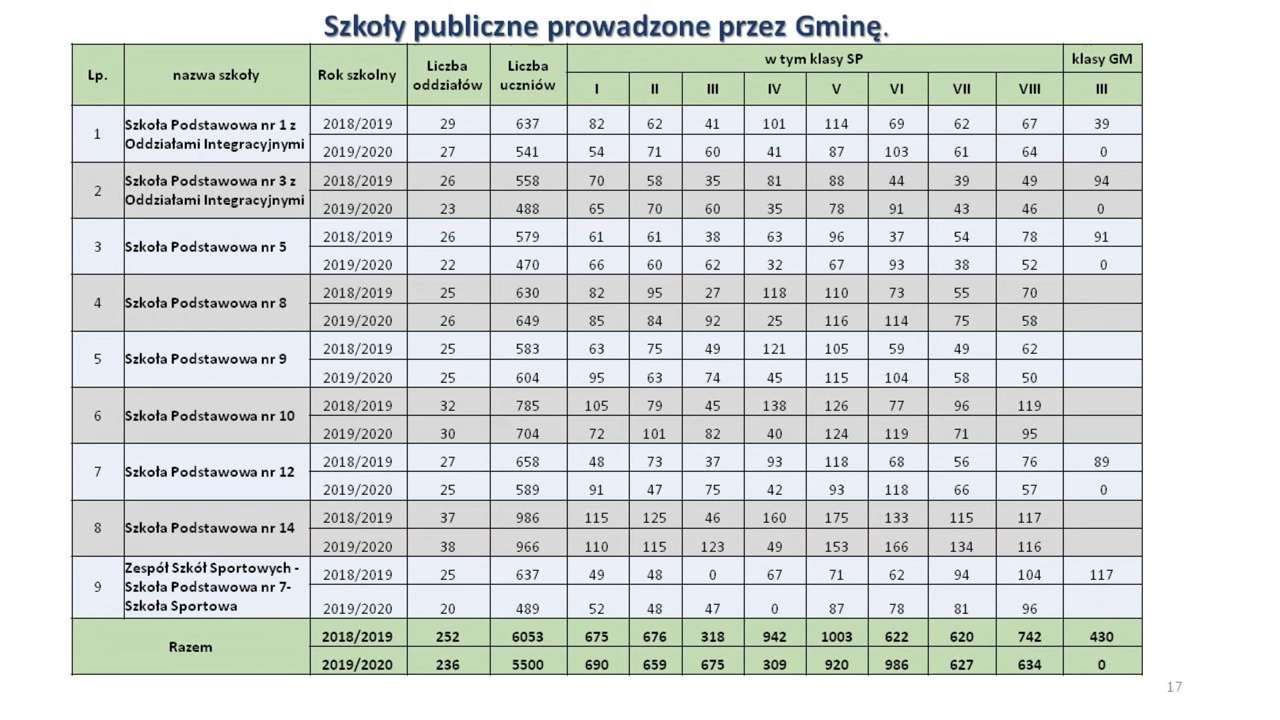 Szkoły publiczne prowadzone przez Gminę.
Lp. nazwa szkoły Rok szkolny Liczba oddziałów Liczba uczniów w tym klasy SP klasy GM
I II III IV V VI VII VIII III
1 Szkoła Podstawowa nr 1 z Oddziałami Integracyjnymi 2018/2019 29 637 82 62 41 101 114 69 62 67 39
2019/2020 27 541 54 71 60 41 87 103 61 64 0
2 Szkoła Podstawowa nr 3 z Oddziałami Integracyjnymi 2018/2019 26 558 70 58 35 81 88 44 39 49 94
2019/2020 23 488 65 70 60 35 78 91 43 46 0
3 Szkoła Podstawowa nr 5 2018/2019 26 579 61 61 38 63 96 37 54 78 91
2019/2020 22 470 66 60 62 32 67 93 38 52 0
4 Szkoła Podstawowa nr 8 2018/2019 25 630 82 95 27 118 110 73 55 70
2019/2020 26 649 85 84 92 25 116 114 75 58
5 Szkoła Podstawowa nr 9 2018/2019 25 583 63 75 49 121 105 59 49 62
2019/2020 25 604 95 63 74 45 115 104 58 50
6 Szkoła Podstawowa nr 10 2018/2019 32 785 105 79 45 138 126 77 96 119
2019/2020 30 704 72 101 82 40 124 119 71 95
7 Szkoła Podstawowa nr 12 2018/2019 27 658 48 73 37 93 118 68 56 76 89
2019/2020 25 589 91 47 75 42 93 118 66 57 0
8 Szkoła Podstawowa nr 14 2018/2019 37 986 115 125 46 160 175 133 115 117
2019/2020 38 966 110 115 123 49 153 166 134 116
9 Zespół Szkół Sportowych - Szkoła Podstawowa nr 7- Szkoła Sportowa 2018/2019 25 637 49 48 0 67 71 62 94 104 117
2019/2020 20 489 52 48 47 0 87 78 81 96
Razem 2018/2019 252 6053 675 676 318 942 1003 622 620 742 430
2019/2020 236 5500 690 659 675 309 920 986 627 634 0
17